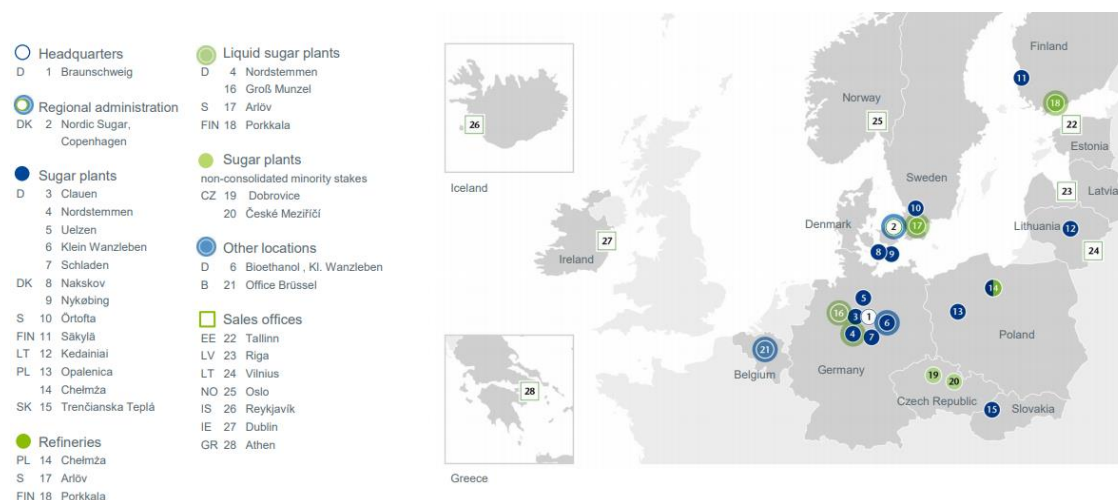 Headquarters
D 1 Braunschweig
Regional administration
DK 2 Nordic Sugar,
Copenhagen
Sugar plants
D 3 Clauen
4 Nordstemmen
5 Uelzen
6 Klein Wanzleben
7 Schladen
DK 8 Nakskov
9 Nykøbing
S 10 Örtofta
FIN 11 Säkylä
LT 12 Kedainiai
PL 13 Opalenica
14 Chełmża
SK 15 Trenčianska Teplá
Refineries
PL 14 Chełmża
S 17 Arlöv
FIN 18 Porkkala
Liquid sugar plants
D 4 Nordstemmen
16 Groß Munzel
S 17 Arlöv
FIN 18 Porkkala
Sugar plants
non-consolidated minority stakes
CZ 19 Dobrovice
20 České Meziříčí
Other locations
D 6 Bioethanol , Kl. Wanzleben
B 21 Office Brüssel
Sales offices
EE 22 Tallinn
LV 23 Riga
LT 24 Vilnius
NO 25 Oslo
IS 26 Reykjavík
IE 27 Dublin
GR 28 Athen
26
Iceland
Finland
11
18
Norway
25
22
Estonia
Sweden
23
Latvia
10
Denmark
2
17
Lithuania
12
27
Ireland
8
9
24
14
5
16
3
1
6
13
4
7
Poland
21
Belgium
Germany
19
20
28
Czech Republic
15
Slovakia
Greece